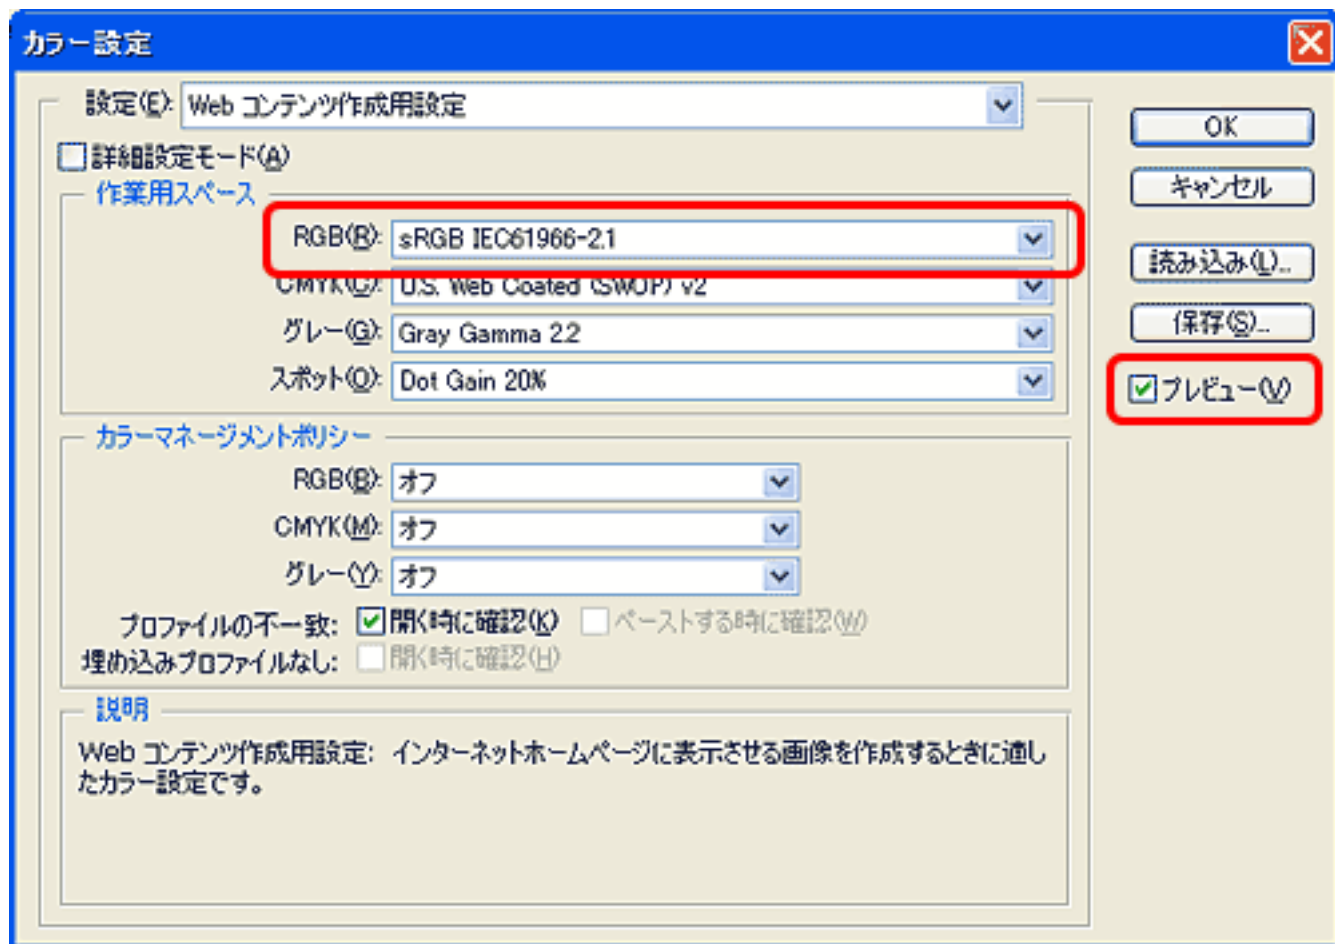 カラー設定
設定(E): Web コンテンツ作成用設定
OK
詳細設定モード(A)
キャンセル
作業用スペース
RGB(R): sRGB IEC61966-2.1
読み込み(L)...
CMYK(C): U.S. Web Coated (SWOP) v2
保存(S)...
グレー(G): Gray Gamma 2.2
スポット(O): Dot Gain 20%
プレビュー(V)
カラーマネージメントポリシー
RGB(B): オフ
CMYK(M): オフ
グレー(Y): オフ
プロファイルの不一致: 開く時に確認(K) ペーストする時に確認(W)
埋め込みプロファイルなし: 開く時に確認(H)
説明
Web コンテンツ作成用設定: インターネットホームページに表示させる画像を作成するときに適し
たカラー設定です。